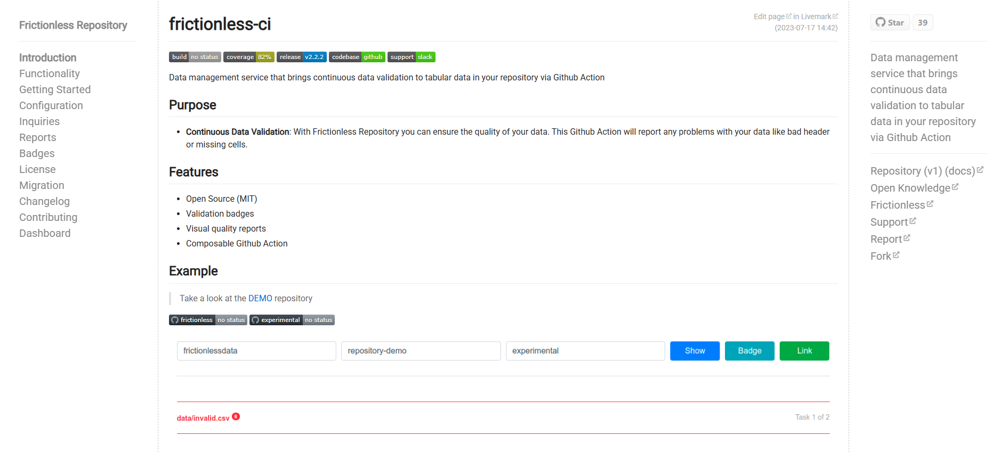 Frictionless Repository
Introduction
Functionality
Getting Started
Configuration
Inquiries
Reports
Badges
License
Migration
Changelog
Contributing
Dashboard
frictionless-ci
Edit page in Livemark
(2023-07-17 14:42)
build no status coverage 82% release v2.2.2 codebase github support slack
Data management service that brings continuous data validation to tabular data in your repository via Github Action
Purpose
• Continuous Data Validation: With Frictionless Repository you can ensure the quality of your data. This Github Action will report any problems with your data like bad header
or missing cells.
Features
• Open Source (MIT)
• Validation badges
• Visual quality reports
• Composable Github Action
Example
Take a look at the DEMO repository
frictionless no status experimental no status
frictionlessdata repository-demo experimental Show Badge Link
data/invalid.csv 8 Task 1 of 2
Star 39
Data management
service that brings
continuous data
validation to tabular
data in your repository
via Github Action
Repository (v1) (docs)
Open Knowledge
Frictionless
Support
Report
Fork